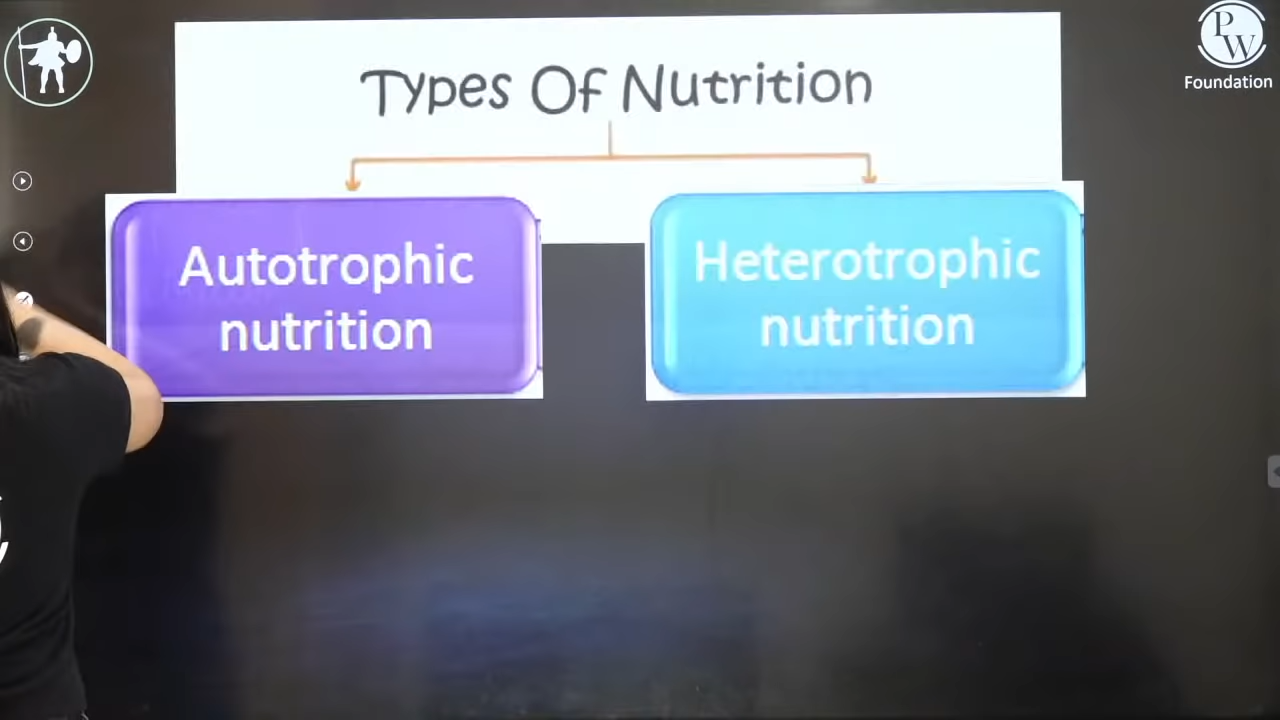 PW
Foundation
Types Of Nutrition
Autotrophic
nutrition
Heterotrophic
nutrition